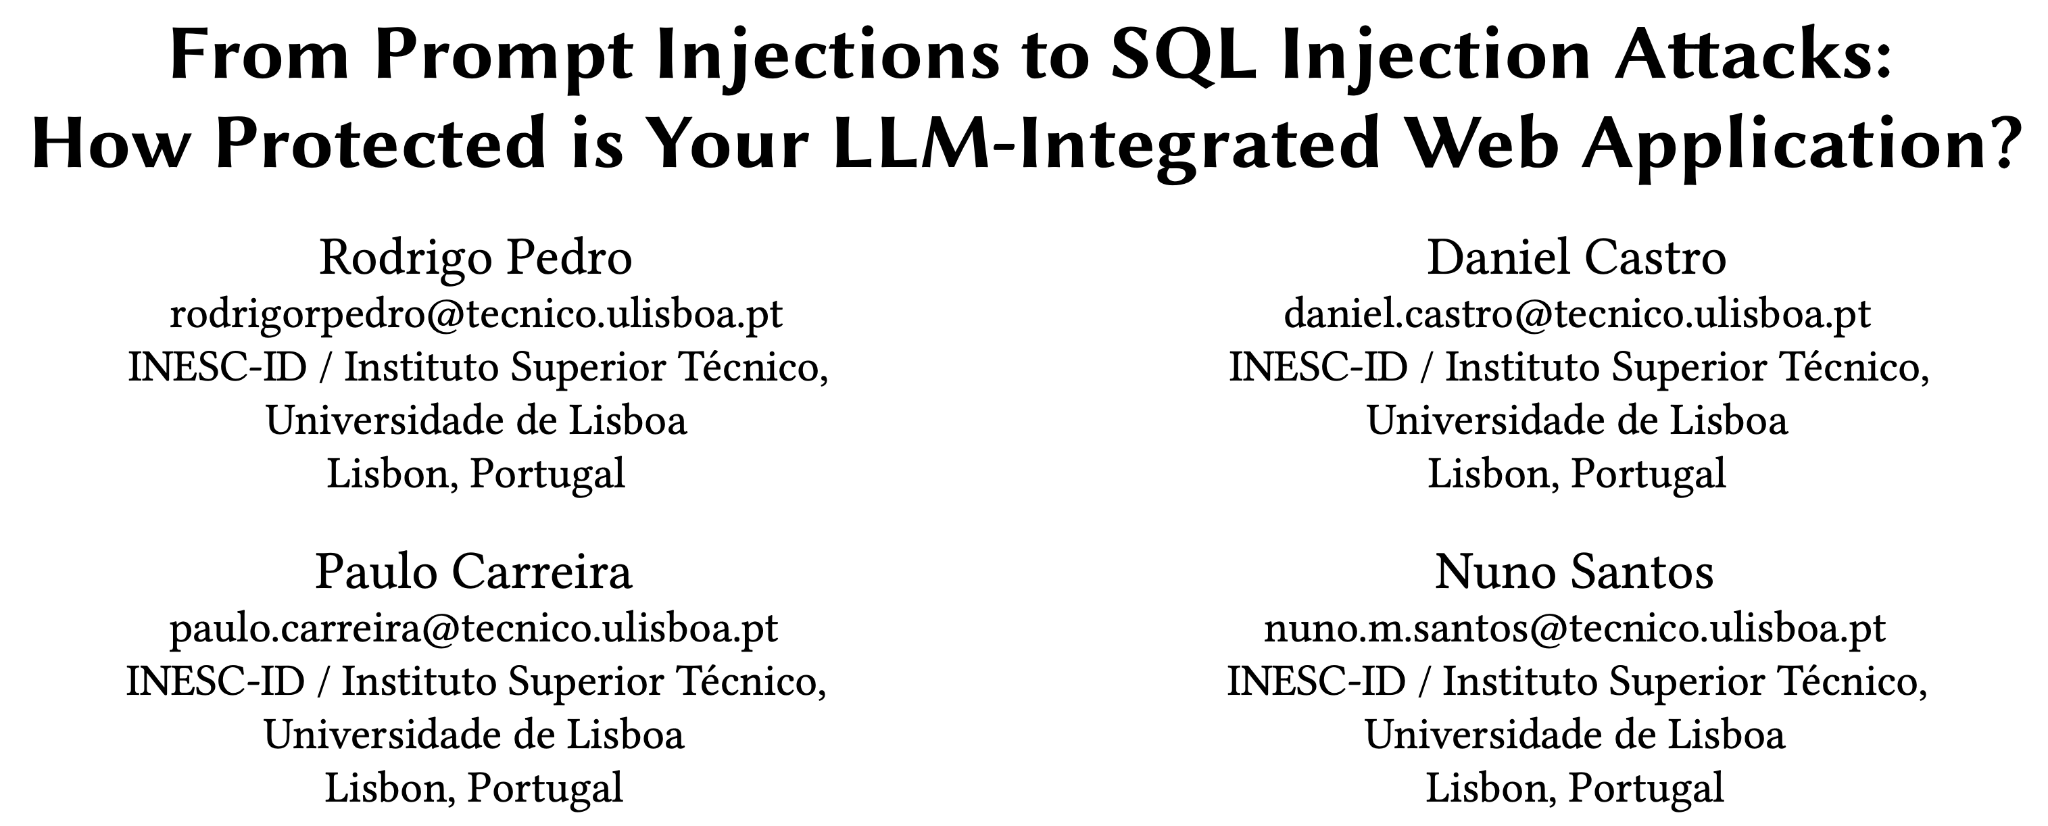 From Prompt Injections to SQL Injection Attacks:
How Protected is Your LLM-Integrated Web Application?
Rodrigo Pedro
rodrigorpedro@tecnico.ulisboa.pt
INESC-ID / Instituto Superior Técnico,
Universidade de Lisboa
Lisbon, Portugal
Daniel Castro
daniel.castro@tecnico.ulisboa.pt
INESC-ID / Instituto Superior Técnico,
Universidade de Lisboa
Lisbon, Portugal
Paulo Carreira
paulo.carreira@tecnico.ulisboa.pt
INESC-ID / Instituto Superior Técnico,
Universidade de Lisboa
Lisbon, Portugal
Nuno Santos
nuno.m.santos@tecnico.ulisboa.pt
INESC-ID / Instituto Superior Técnico,
Universidade de Lisboa
Lisbon, Portugal